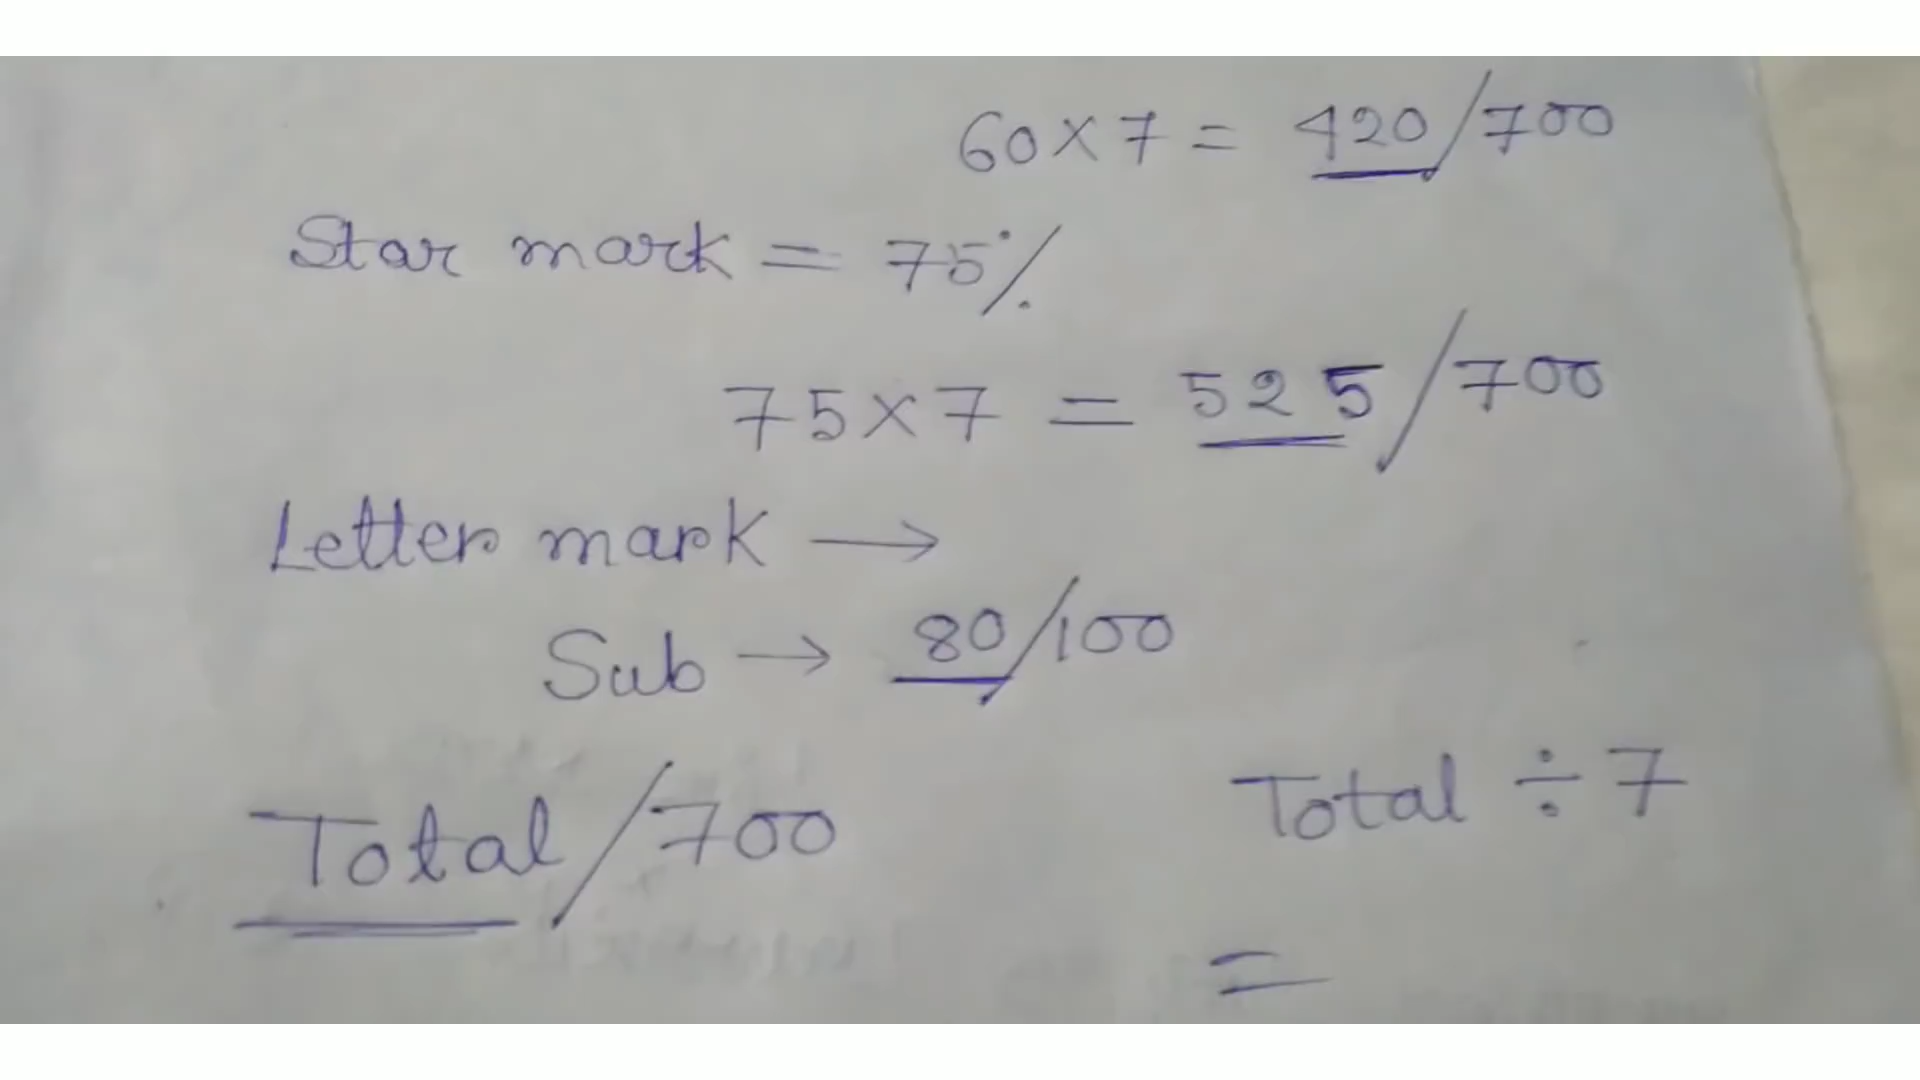 60×7 = 420/700
Star mark = 75%
75×7 = 525/700
Letter mark →
Sub → 80/100
Total/700
Total ÷ 7
=